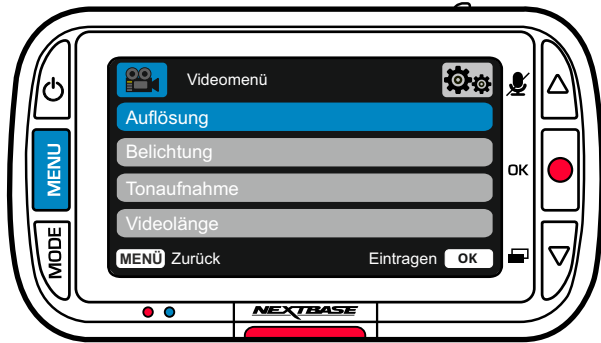 Videomenü
Auflösung
MENU
Belichtung
OK
Tonaufnahme
Videolänge
MODE
MENÜ Zurück Eintragen OK
NEXTBASE